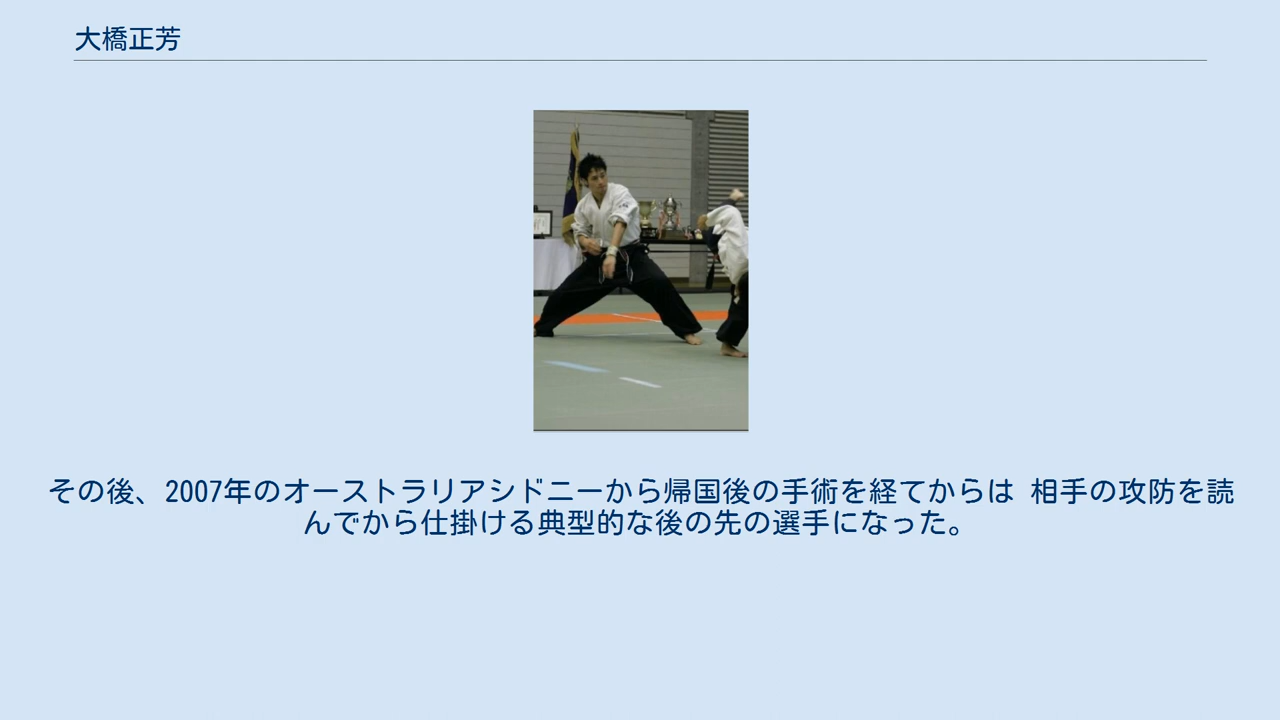 大橋正芳
その後、2007年のオーストラリアシドニーから帰国後の手術を経てからは 相手の攻防を読
んでから仕掛ける典型的な後の先の選手になった。